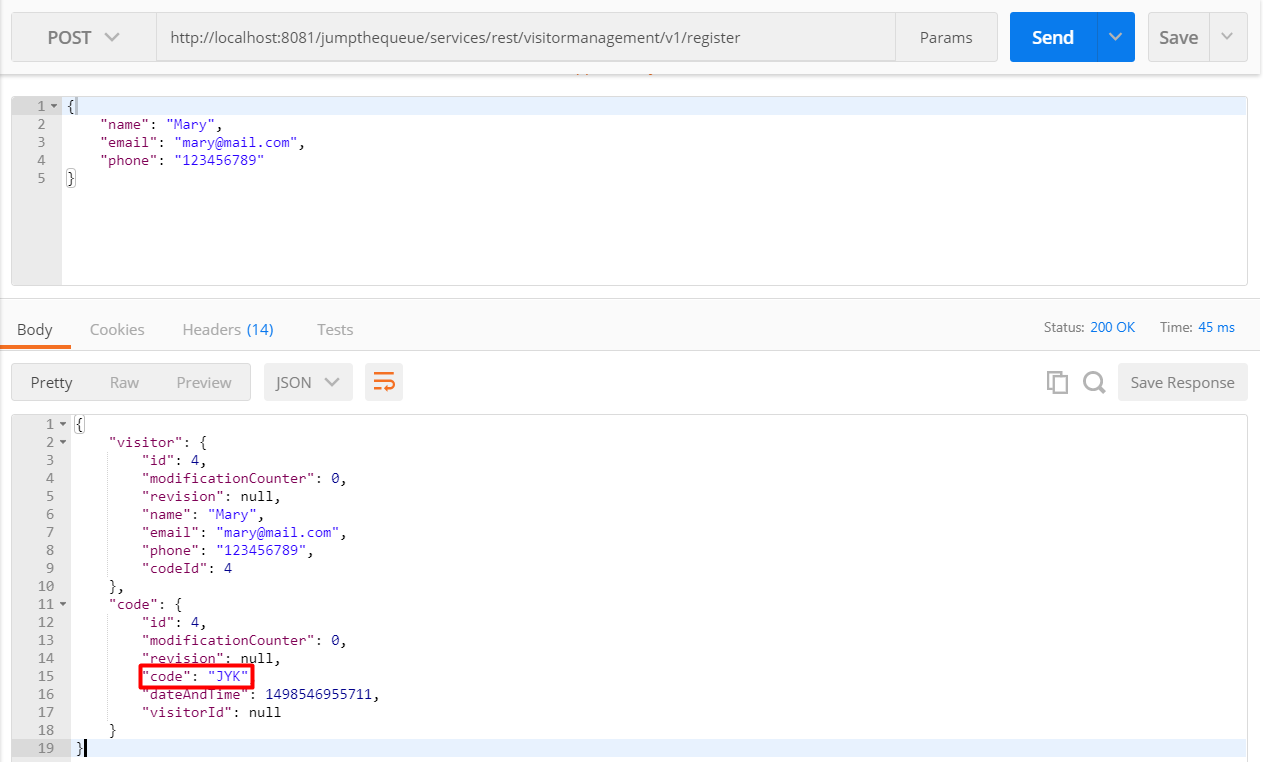 POST http://localhost:8081/jumpthequeue/services/rest/visitormanagement/v1/register Params Send Save
1 {
2 "name": "Mary",
3 "email": "mary@mail.com",
4 "phone": "123456789"
5 }
Body Cookies Headers (14) Tests Status: 200 OK Time: 45 ms
Pretty Raw Preview JSON Save Response
1 {
2 "visitor": {
3 "id": 4,
4 "modificationCounter": 0,
5 "revision": null,
6 "name": "Mary",
7 "email": "mary@mail.com",
8 "phone": "123456789",
9 "codeId": 4
10 },
11 "code": {
12 "id": 4,
13 "modificationCounter": 0,
14 "revision": null,
15 "code": "JYK"
16 "dateAndTime": 1498546955711,
17 "visitorId": null
18 }
19 }